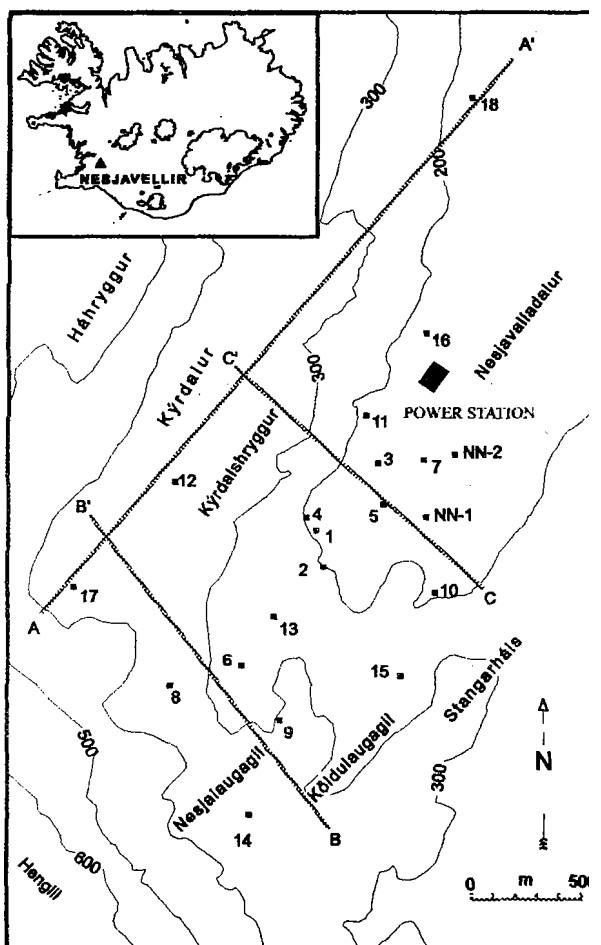 NESJAVELLIR
A'
18
300
200
Háhryggur
Kýrdalur
C'
300
Kýrdalshryggur
16
Nesjavalladalur
POWER STATION
11
3
7
NN-2
12
B'
4
5
NN-1
1
2
17
A
10
C
13
6
15
8
Stangarháls
9
500
Nesjalaugagil
Köldulaugagil
300
14
B
N
600
Hengill
0
m
500